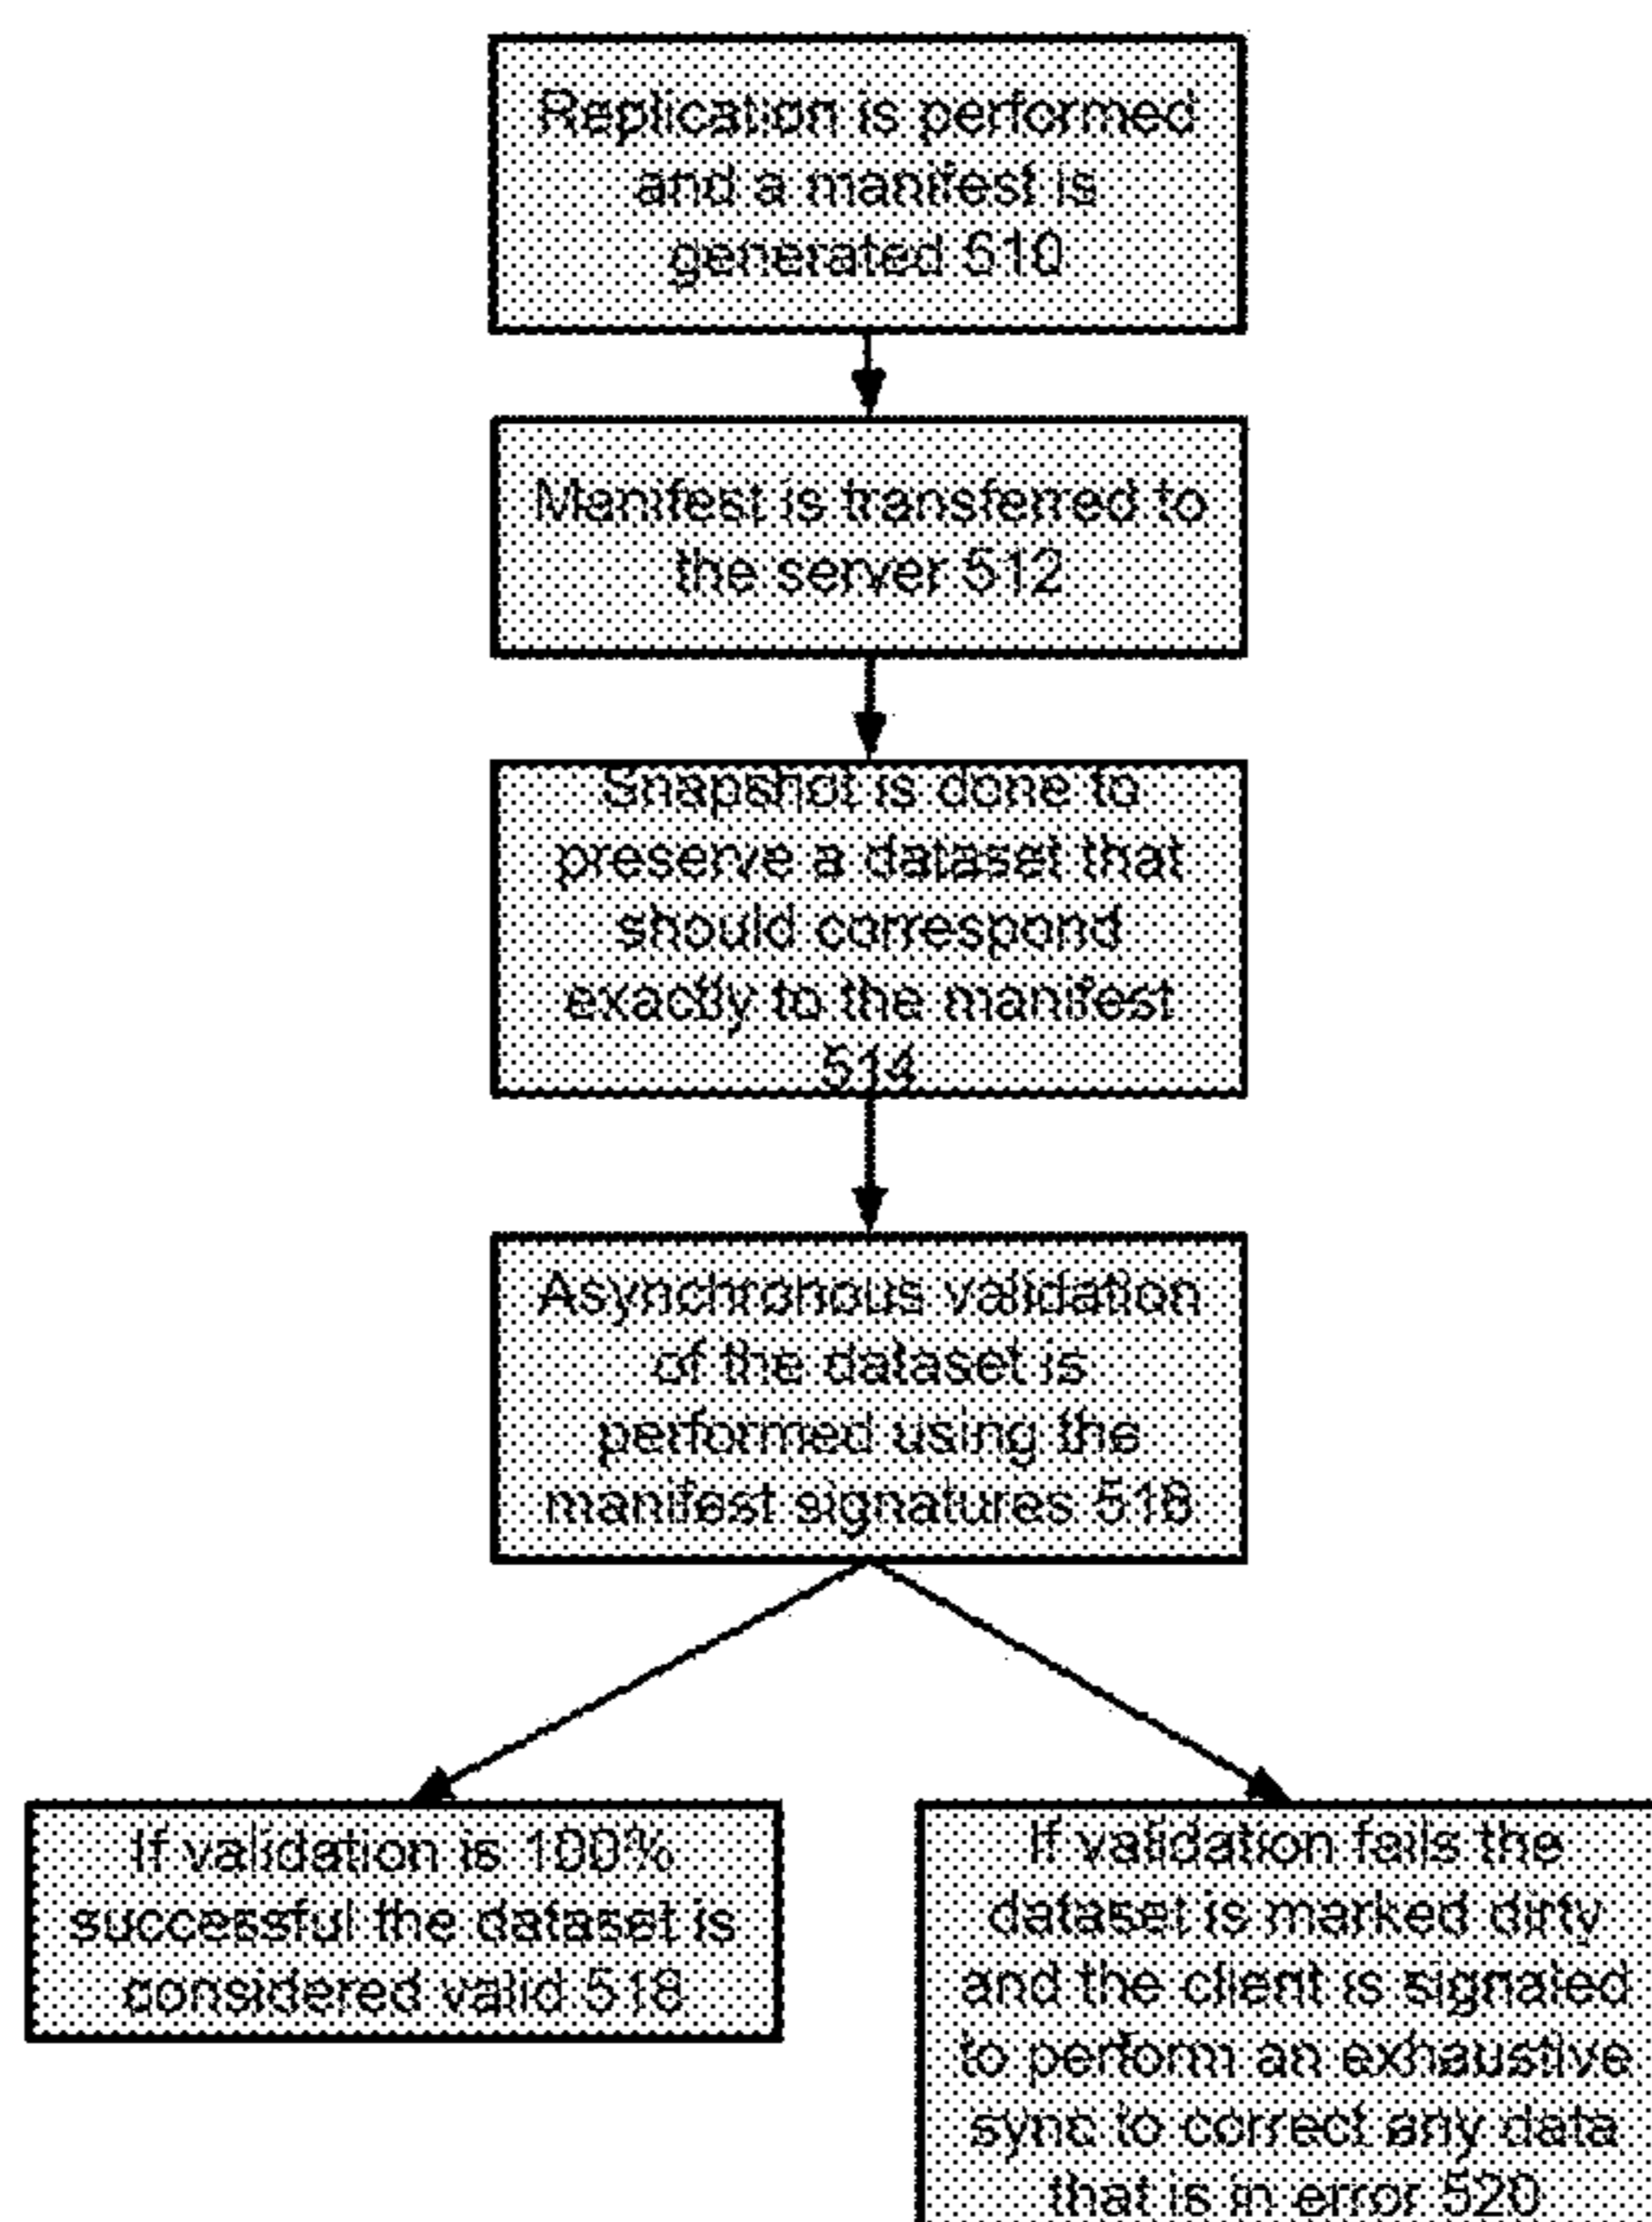 Replication is performed
and a manifest is
generated 510
Manifest is transferred to
the server 512
Snapshot is done to
preserve a dataset that
should correspond
exactly to the manifest
514
Asynchronous validation
of the dataset is
performed using the
manifest signatures
If validation is 100%
successful the dataset is
considered valid 518
If validation fails the
dataset is marked dirty
and the client is signaled
to perform an exhaustive
sync to correct any data
that is in error 520